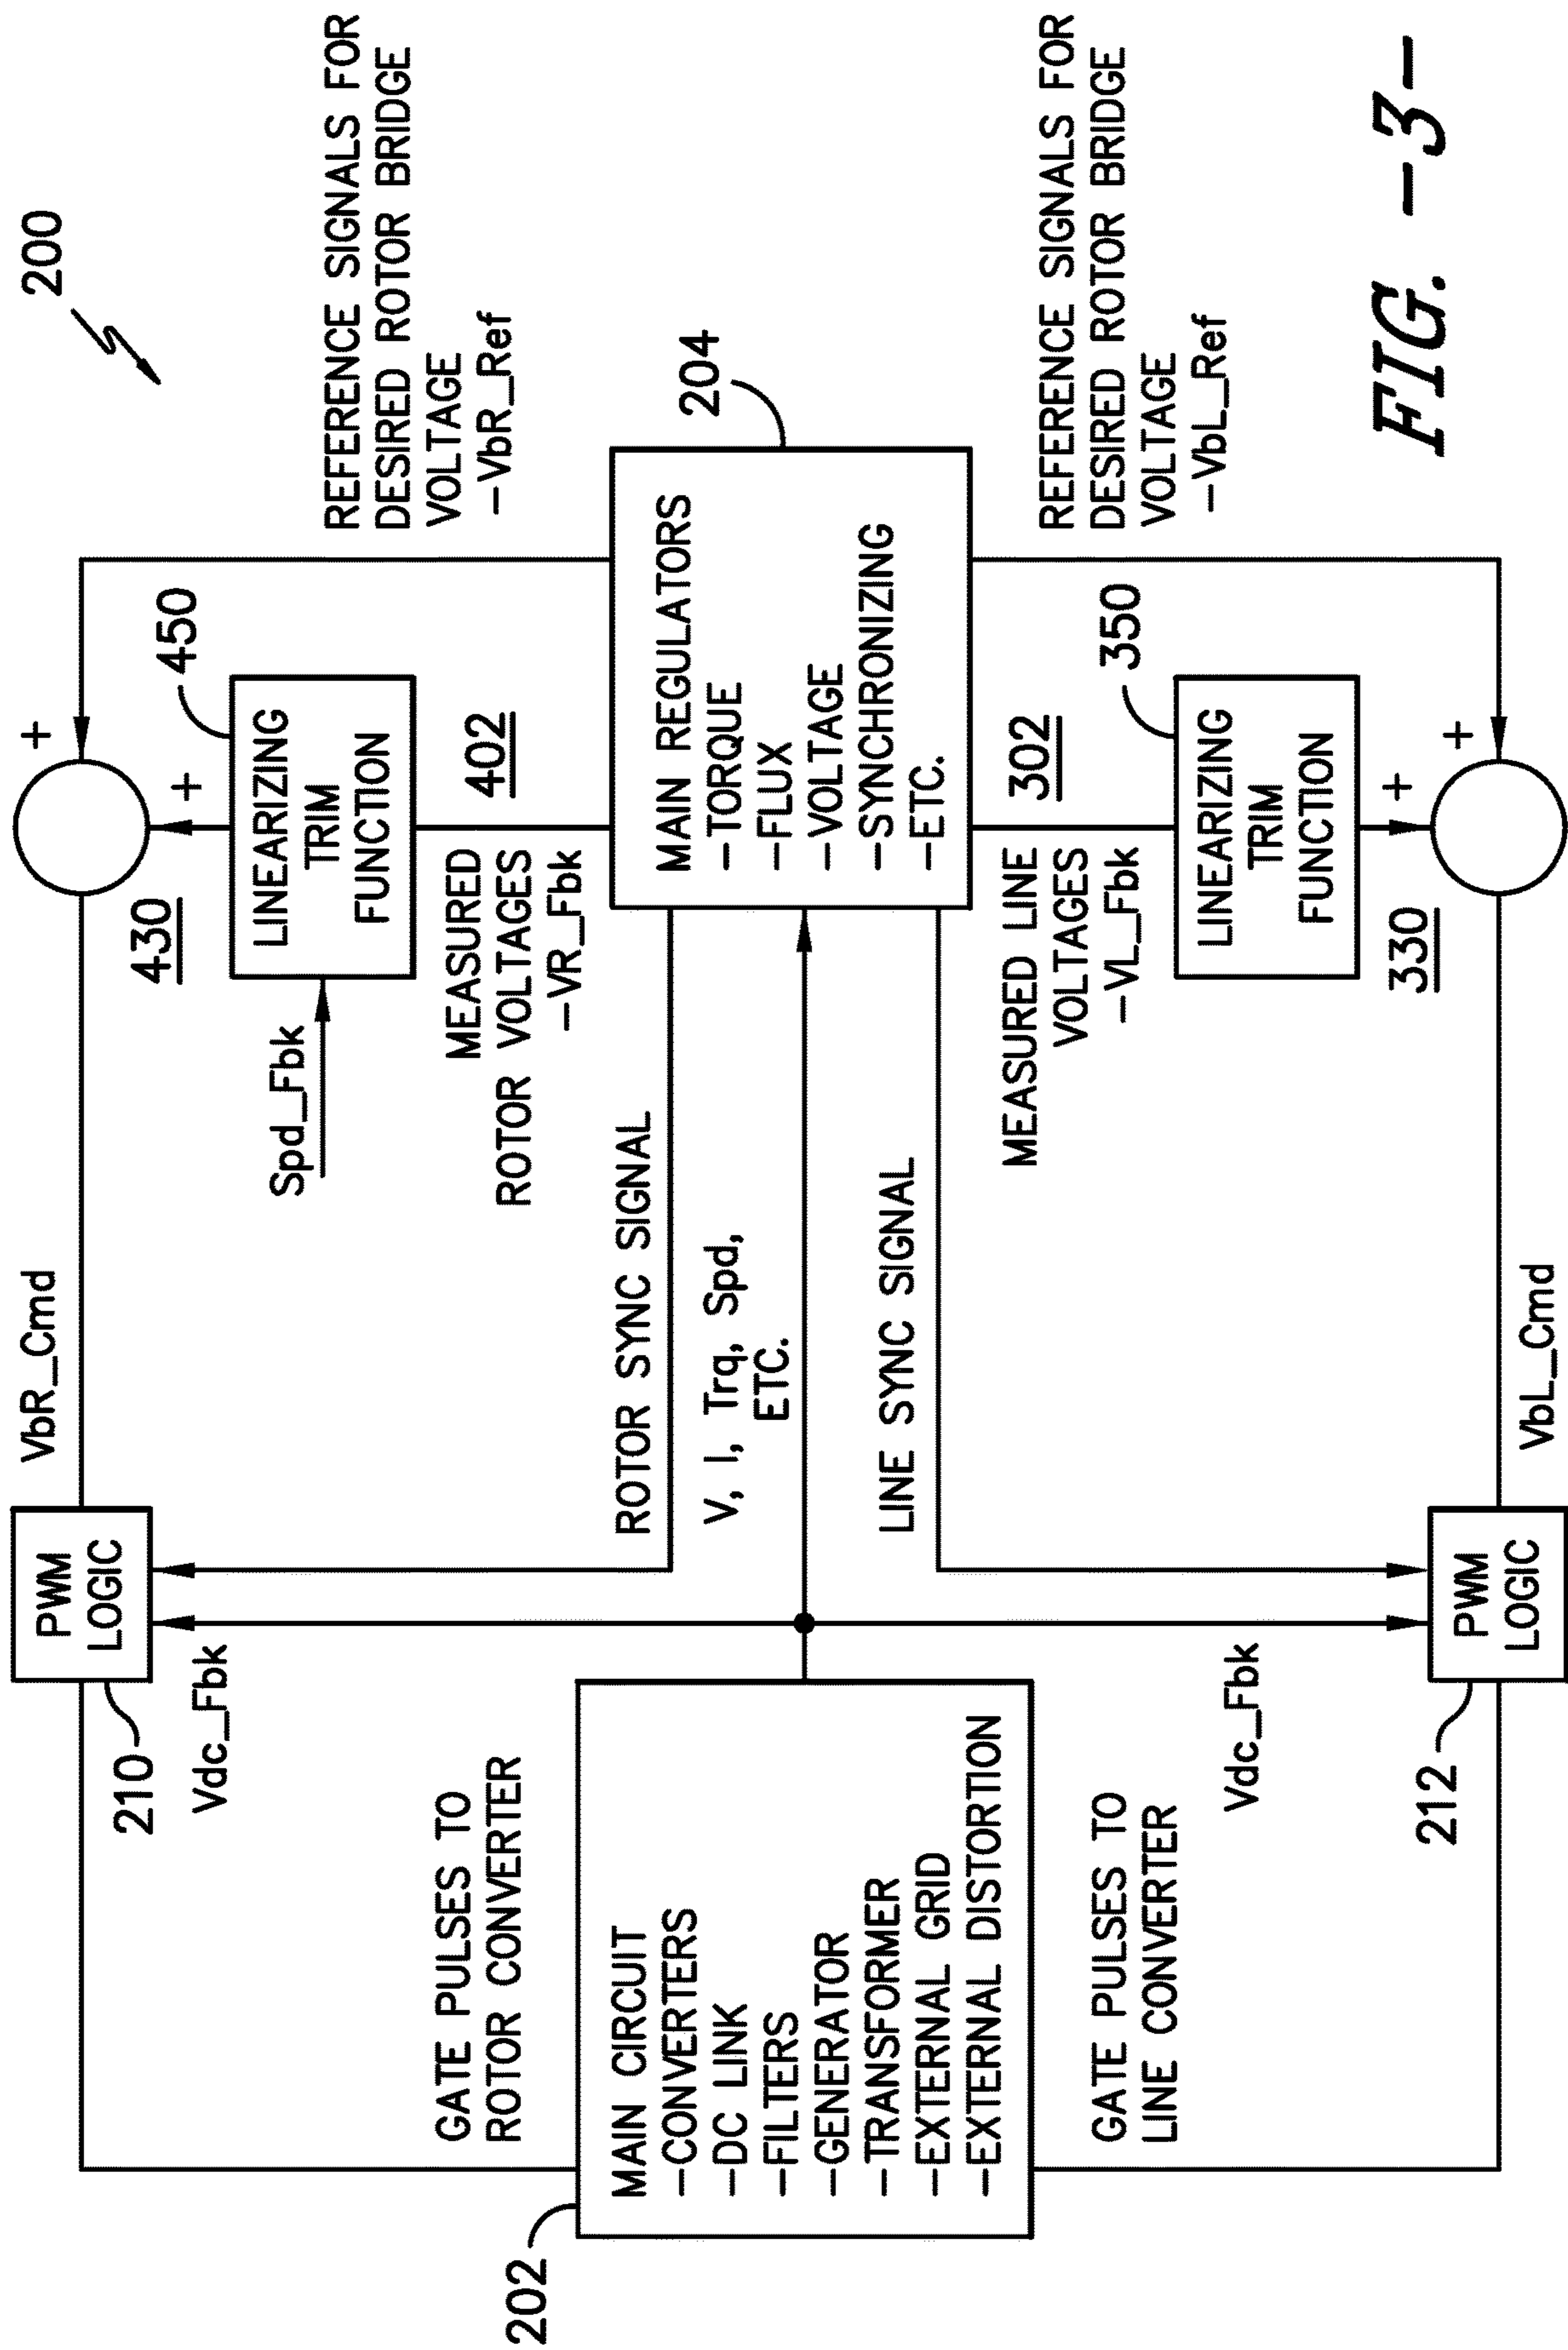 200
VbR_Cmd
+
PWM
LOGIC
210
Vdc_Fbk
430
+
450
LINEARIZING
TRIM
FUNCTION
Spd_Fbk
REFERENCE SIGNALS FOR
DESIRED ROTOR BRIDGE
VOLTAGE
-VbR_Ref
GATE PULSES TO
ROTOR CONVERTER
MEASURED
ROTOR VOLTAGES
-VR_Fbk
402
ROTOR SYNC SIGNAL
204
202
MAIN CIRCUIT
-CONVERTERS
-DC LINK
-FILTERS
-GENERATOR
-TRANSFORMER
-EXTERNAL GRID
-EXTERNAL DISTORTION
V, I, Trq, Spd,
ETC.
MAIN REGULATORS
-TORQUE
-FLUX
-VOLTAGE
-SYNCHRONIZING
-ETC.
LINE SYNC SIGNAL
MEASURED LINE
VOLTAGES
-VL_Fbk
302
REFERENCE SIGNALS FOR
DESIRED ROTOR BRIDGE
VOLTAGE
-VbL_Ref
GATE PULSES TO
LINE CONVERTER
350
LINEARIZING
TRIM
FUNCTION
Vdc_Fbk
330
+
+
212
PWM
LOGIC
VbL_Cmd
FIG. -3-